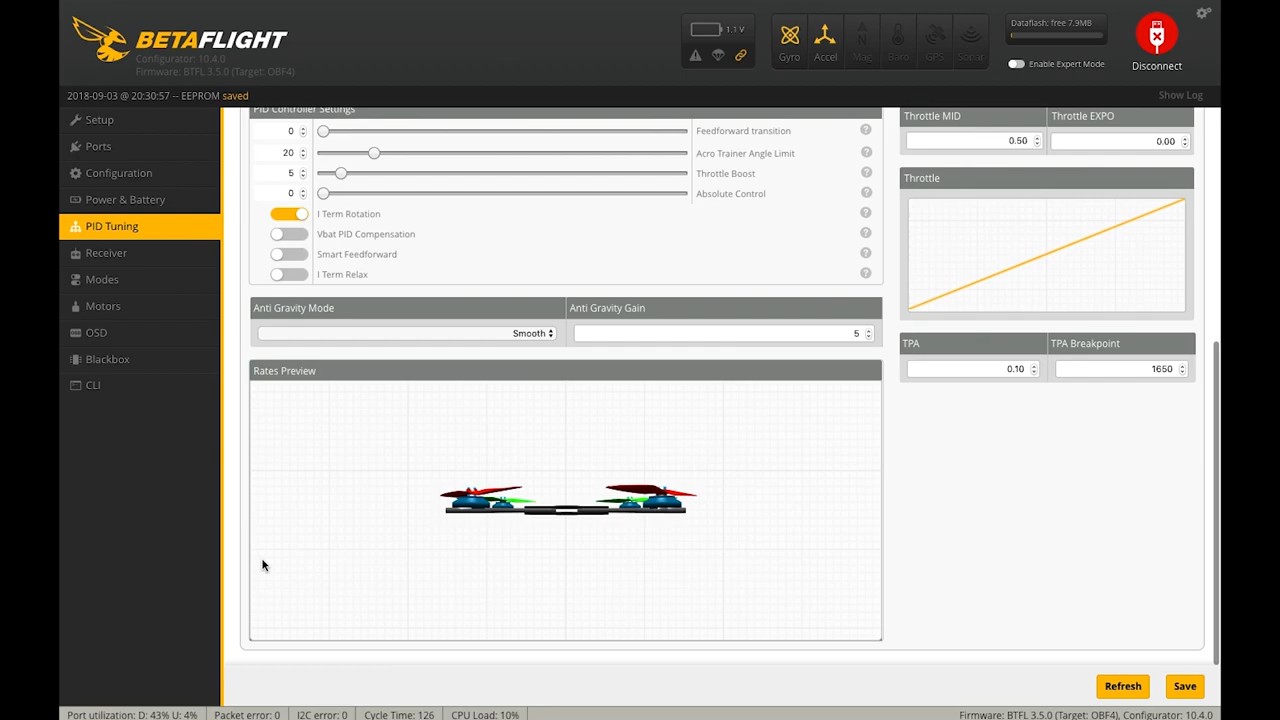 BETAFLIGHT
Configurator: 10.4.0
Firmware: BTFL 3.5.0 (Target: OBF4)
1.1 V
Gyro
Accel
Mag
Baro
GPS
Sonar
Dataflash: free 7.9MB
Enable Expert Mode
Disconnect
2018-09-03 @ 20:30:57 -- EEPROM saved
Show Log
Setup
Ports
Configuration
Power & Battery
PID Tuning
Receiver
Modes
Motors
OSD
Blackbox
CLI
PID Controller Settings
0 Feedforward transition
20 Acro Trainer Angle Limit
5 Throttle Boost
0 Absolute Control
I Term Rotation
Vbat PID Compensation
Smart Feedforward
I Term Relax
Anti Gravity Mode Anti Gravity Gain
Smooth 5
Rates Preview
Throttle MID Throttle EXPO
0.50 0.00
Throttle
TPA TPA Breakpoint
0.10 1650
Refresh Save
Port utilization: D: 43% U: 4% Packet error: 0 I2C error: 0 Cycle Time: 126 CPU Load: 10% Firmware: BTFL 3.5.0 (Target: OBF4), Configurator: 10.4.0